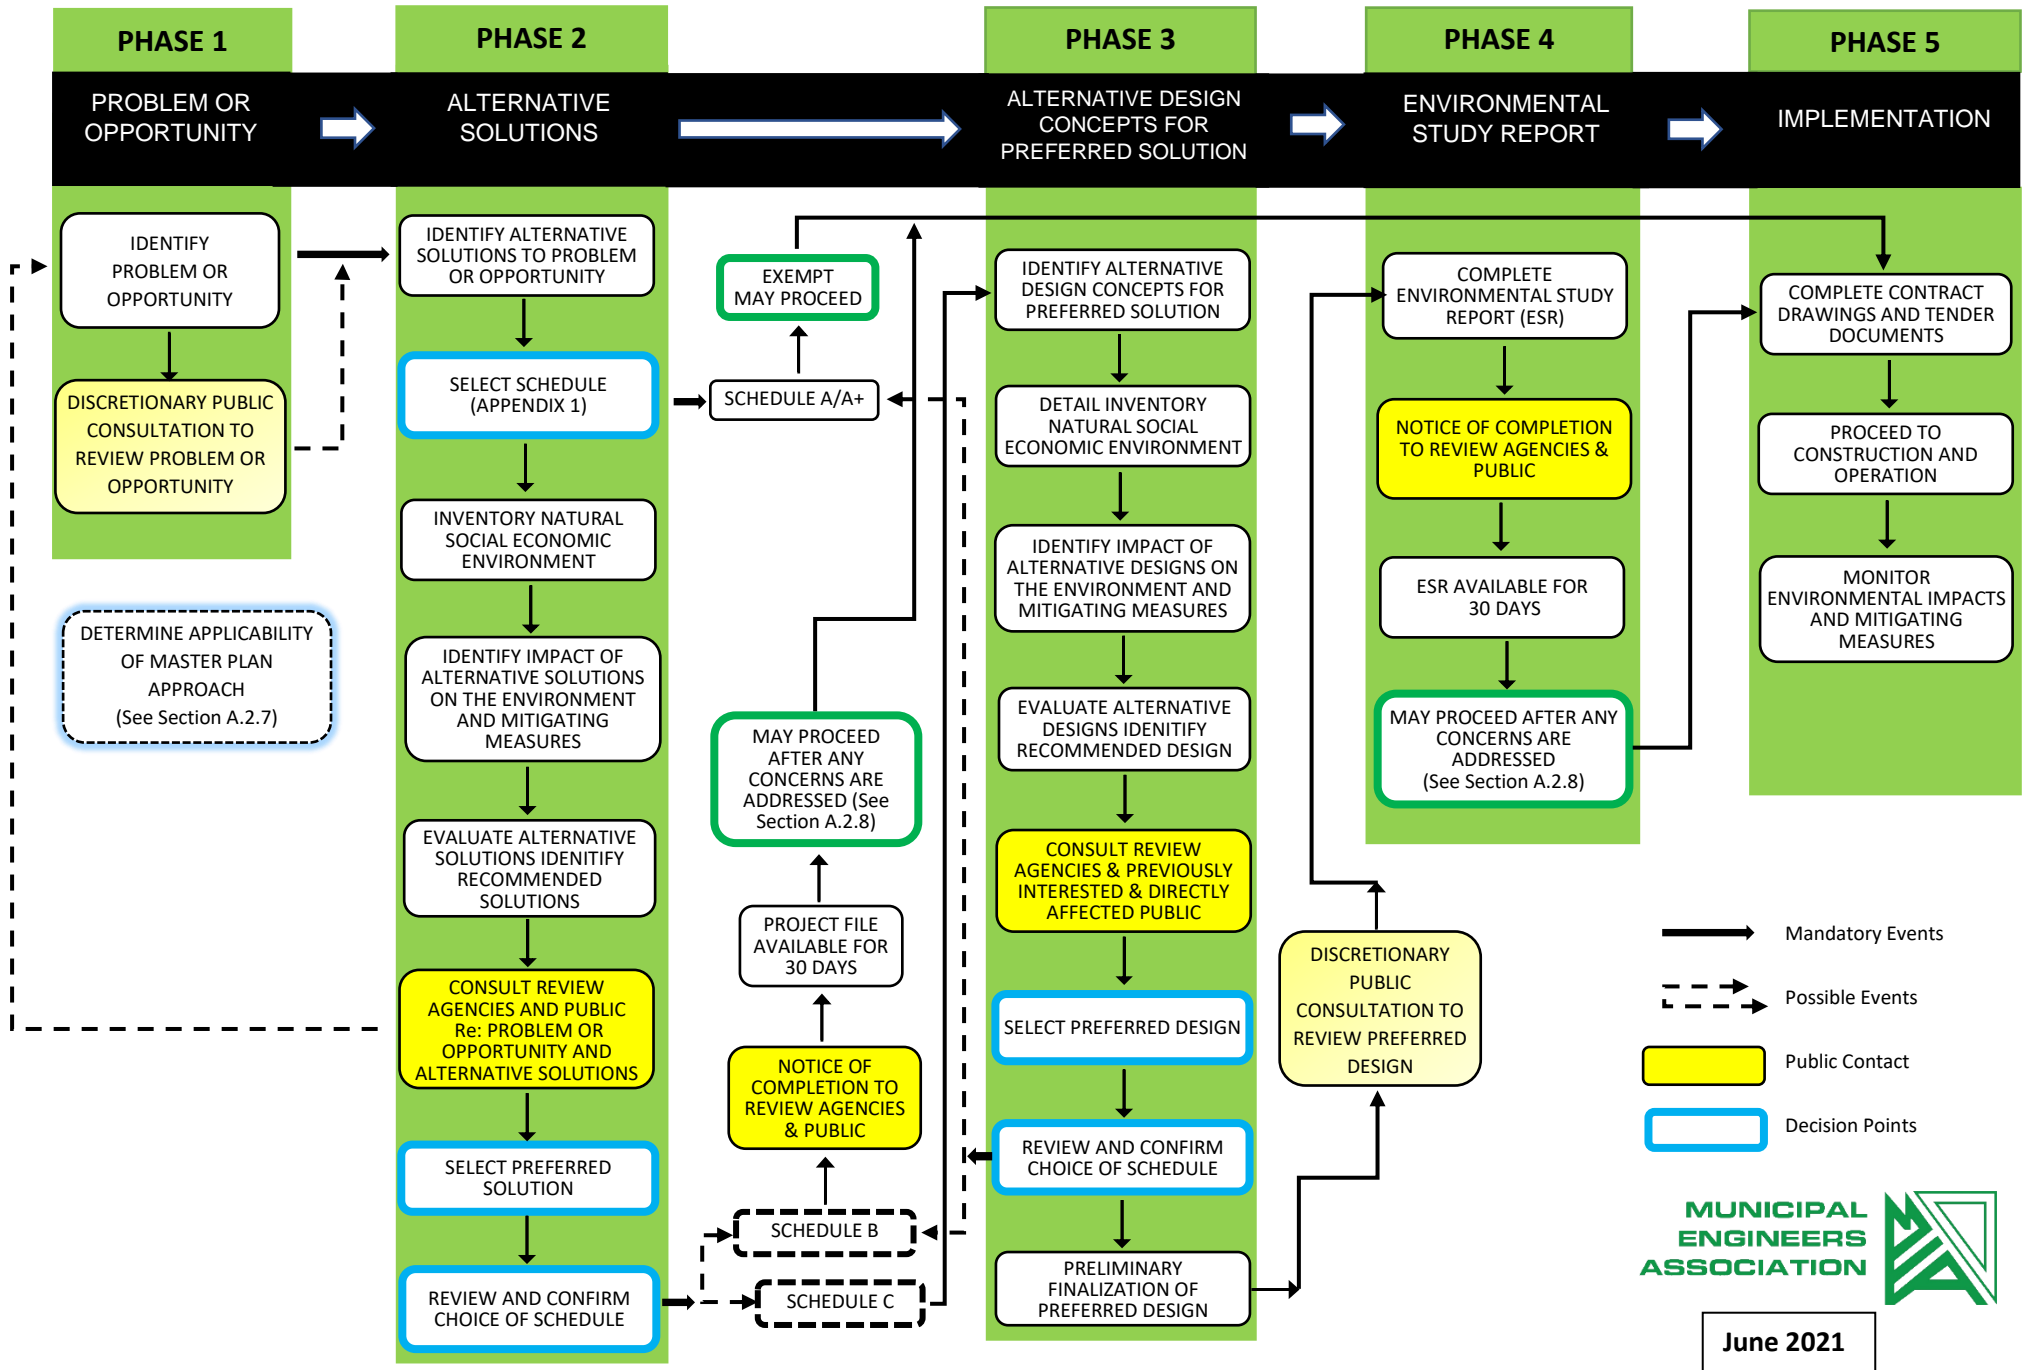 PHASE 1
PHASE 2
PHASE 3
PHASE 4
PHASE 5
PROBLEM OR
OPPORTUNITY
ALTERNATIVE
SOLUTIONS
ALTERNATIVE DESIGN
CONCEPTS FOR
PREFERRED SOLUTION
ENVIRONMENTAL
STUDY REPORT
IMPLEMENTATION
IDENTIFY
PROBLEM OR
OPPORTUNITY
DISCRETIONARY PUBLIC
CONSULTATION TO
REVIEW PROBLEM OR
OPPORTUNITY
DETERMINE APPLICABILITY
OF MASTER PLAN
APPROACH
(See Section A.2.7)
IDENTIFY ALTERNATIVE
SOLUTIONS TO PROBLEM
OR OPPORTUNITY
SELECT SCHEDULE
(APPENDIX 1)
INVENTORY NATURAL
SOCIAL ECONOMIC
ENVIRONMENT
IDENTIFY IMPACT OF
ALTERNATIVE SOLUTIONS
ON THE ENVIRONMENT
AND MITIGATING
MEASURES
EVALUATE ALTERNATIVE
SOLUTIONS IDENITIFY
RECOMMENDED
SOLUTIONS
CONSULT REVIEW
AGENCIES AND PUBLIC
Re: PROBLEM OR
OPPORTUNITY AND
ALTERNATIVE SOLUTIONS
SELECT PREFERRED
SOLUTION
REVIEW AND CONFIRM
CHOICE OF SCHEDULE
EXEMPT
MAY PROCEED
SCHEDULE A/A+
MAY PROCEED
AFTER ANY
CONCERNS ARE
ADDRESSED (See
Section A.2.8)
PROJECT FILE
AVAILABLE FOR
30 DAYS
NOTICE OF
COMPLETION TO
REVIEW AGENCIES
& PUBLIC
SCHEDULE B
SCHEDULE C
IDENTIFY ALTERNATIVE
DESIGN CONCEPTS FOR
PREFERRED SOLUTION
DETAIL INVENTORY
NATURAL SOCIAL
ECONOMIC ENVIRONMENT
IDENTIFY IMPACT OF
ALTERNATIVE DESIGNS ON
THE ENVIRONMENT AND
MITIGATING MEASURES
EVALUATE ALTERNATIVE
DESIGNS IDENTIFY
RECOMMENDED DESIGN
CONSULT REVIEW
AGENCIES & PREVIOUSLY
INTERESTED & DIRECTLY
AFFECTED PUBLIC
SELECT PREFERRED DESIGN
REVIEW AND CONFIRM
CHOICE OF SCHEDULE
PRELIMINARY
FINALIZATION OF
PREFERRED DESIGN
DISCRETIONARY
PUBLIC
CONSULTATION TO
REVIEW PREFERRED
DESIGN
COMPLETE
ENVIRONMENTAL STUDY
REPORT (ESR)
NOTICE OF COMPLETION
TO REVIEW AGENCIES &
PUBLIC
ESR AVAILABLE FOR
30 DAYS
MAY PROCEED AFTER ANY
CONCERNS ARE
ADDRESSED
(See Section A.2.8)
COMPLETE CONTRACT
DRAWINGS AND TENDER
DOCUMENTS
PROCEED TO
CONSTRUCTION AND
OPERATION
MONITOR
ENVIRONMENTAL IMPACTS
AND MITIGATING
MEASURES
Mandatory Events
Possible Events
Public Contact
Decision Points
MUNICIPAL
ENGINEERS
ASSOCIATION
MEA
June 2021